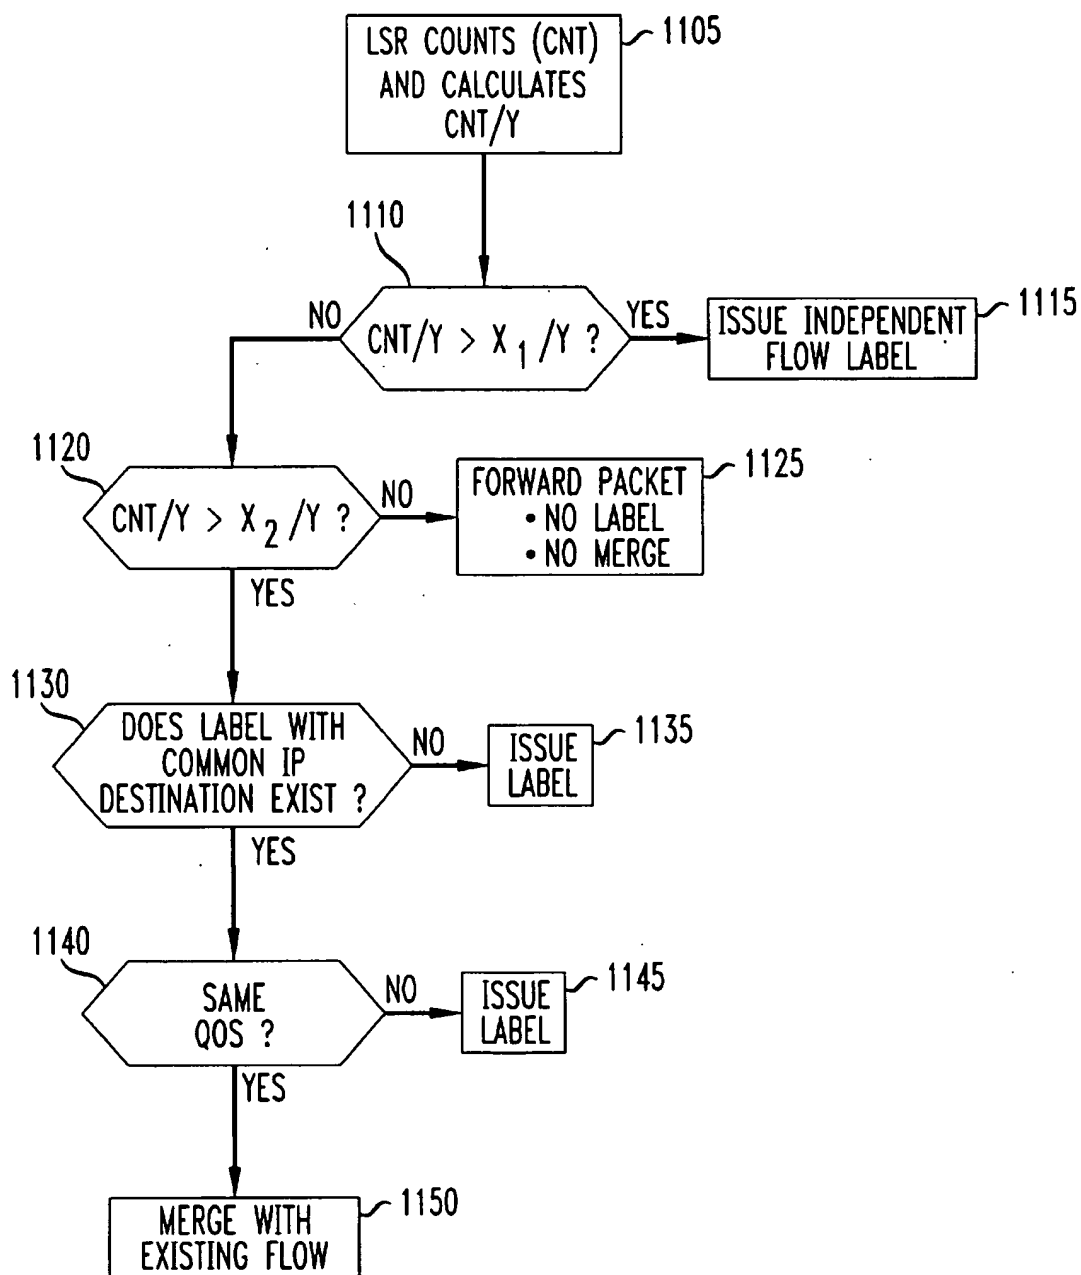 LSR COUNTS (CNT)
AND CALCULATES
CNT/Y
1105
1110
CNT/Y > X1/Y ?
NO
YES
ISSUE INDEPENDENT
FLOW LABEL
1115
1120
CNT/Y > X2/Y ?
NO
YES
FORWARD PACKET
• NO LABEL
• NO MERGE
1125
1130
DOES LABEL WITH
COMMON IP
DESTINATION EXIST ?
NO
YES
ISSUE
LABEL
1135
1140
SAME
QOS ?
NO
YES
ISSUE
LABEL
1145
MERGE WITH
EXISTING FLOW
1150